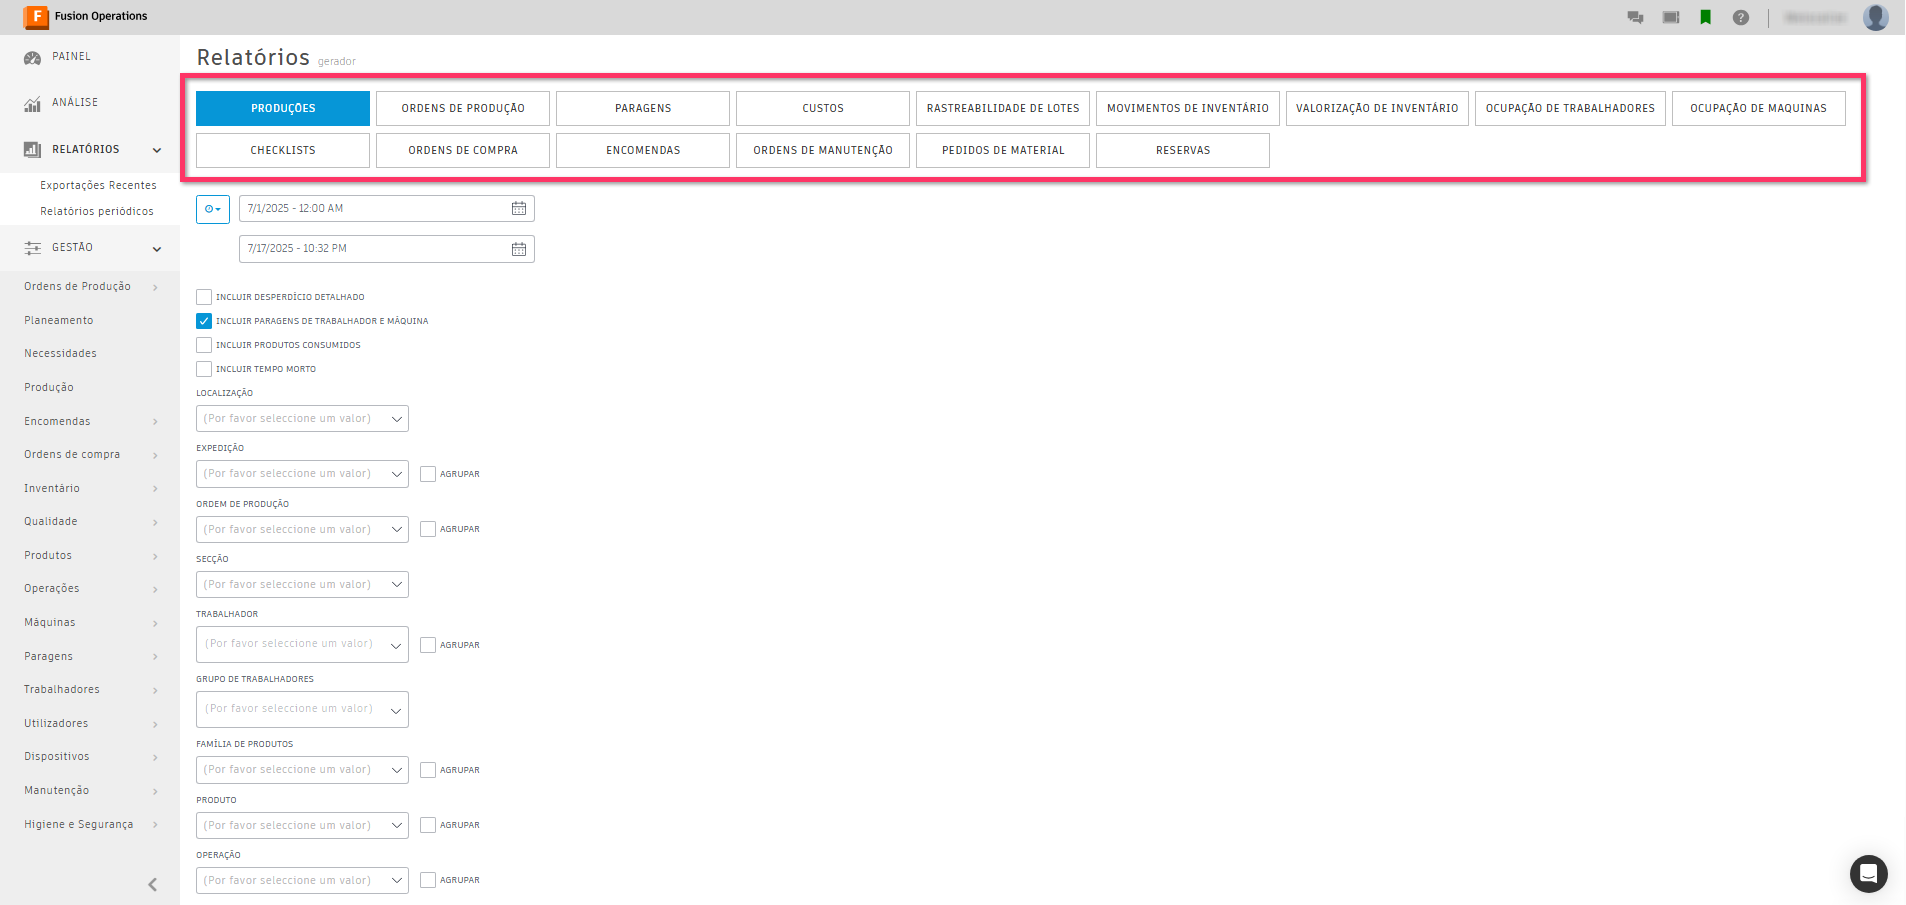 Fusion Operations
PAINEL
ANÁLISE
RELATÓRIOS
Exportações Recentes
Relatórios periódicos
GESTÃO
Ordens de Produção
Planeamento
Necessidades
Produção
Encomendas
Ordens de compra
Inventário
Qualidade
Produtos
Operações
Máquinas
Paragens
Trabalhadores
Utilizadores
Dispositivos
Manutenção
Higiene e Segurança
Relatórios gerador
PRODUÇÕES ORDENS DE PRODUÇÃO PARAGENS CUSTOS RASTREABILIDADE DE LOTES MOVIMENTOS DE INVENTÁRIO VALORIZAÇÃO DE INVENTÁRIO OCUPAÇÃO DE TRABALHADORES OCUPAÇÃO DE MAQUINAS
CHECKLISTS ORDENS DE COMPRA ENCOMENDAS ORDENS DE MANUTENÇÃO PEDIDOS DE MATERIAL RESERVAS
7/1/2025 - 12:00 AM
7/17/2025 - 10:32 PM
INCLUIR DESPERDÍCIO DETALHADO
INCLUIR PARAGENS DE TRABALHADOR E MÁQUINA
INCLUIR PRODUTOS CONSUMIDOS
INCLUIR TEMPO MORTO
LOCALIZAÇÃO
(Por favor seleccione um valor)
EXPEDIÇÃO
(Por favor seleccione um valor) AGRUPAR
ORDEM DE PRODUÇÃO
(Por favor seleccione um valor) AGRUPAR
SECÇÃO
(Por favor seleccione um valor)
TRABALHADOR
(Por favor seleccione um valor) AGRUPAR
GRUPO DE TRABALHADORES
(Por favor seleccione um valor)
FAMÍLIA DE PRODUTOS
(Por favor seleccione um valor) AGRUPAR
PRODUTO
(Por favor seleccione um valor) AGRUPAR
OPERAÇÃO
(Por favor seleccione um valor) AGRUPAR